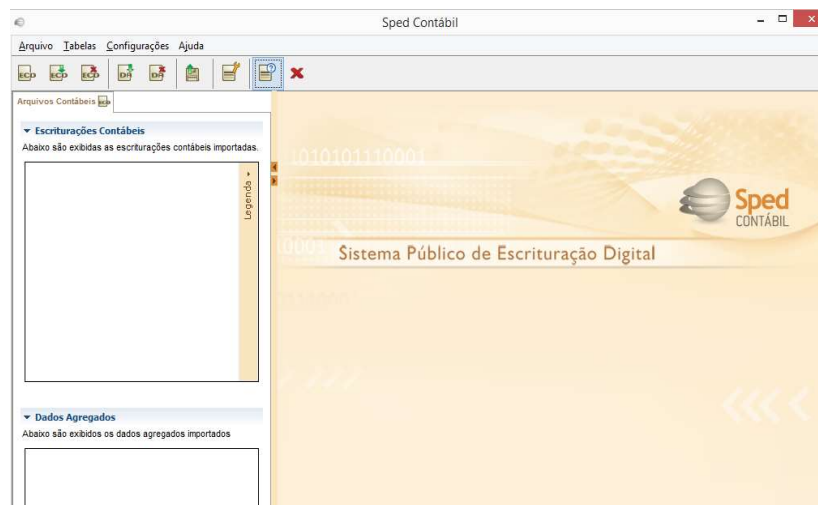 Sped Contábil
Arquivo Tabelas Configurações Ajuda
ECD ECD ECD DA DA
Arquivos Contábeis ECD
Escriturações Contábeis
Abaixo são exibidas as escriturações contábeis importadas.
Legenda
1010101110001
Sped
CONTÁBIL
Sistema Público de Escrituração Digital
Dados Agregados
Abaixo são exibidos os dados agregados importados